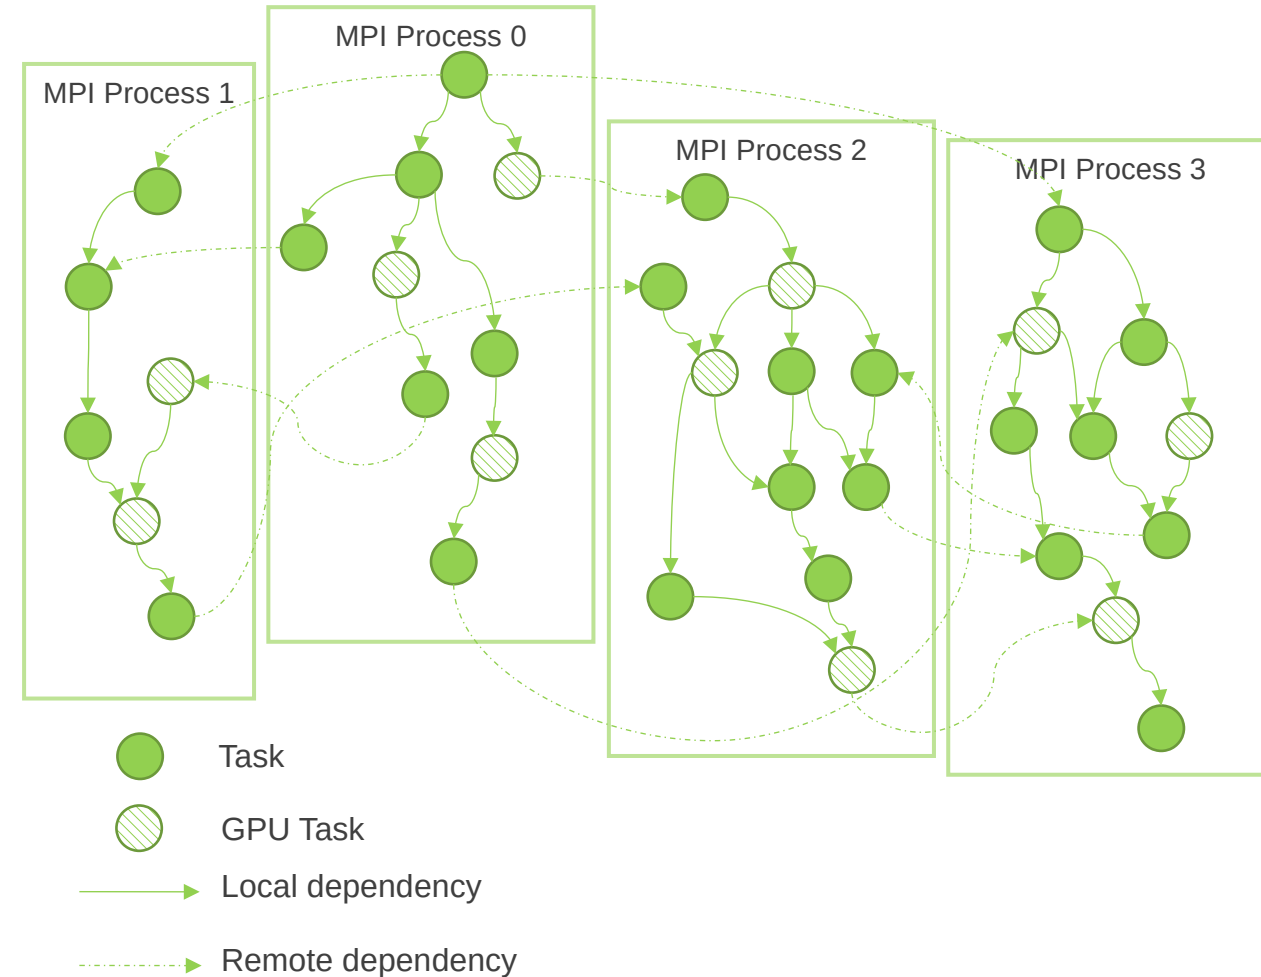 MPI Process 0
MPI Process 1
MPI Process 2
MPI Process 3
Task
GPU Task
Local dependency
Remote dependency